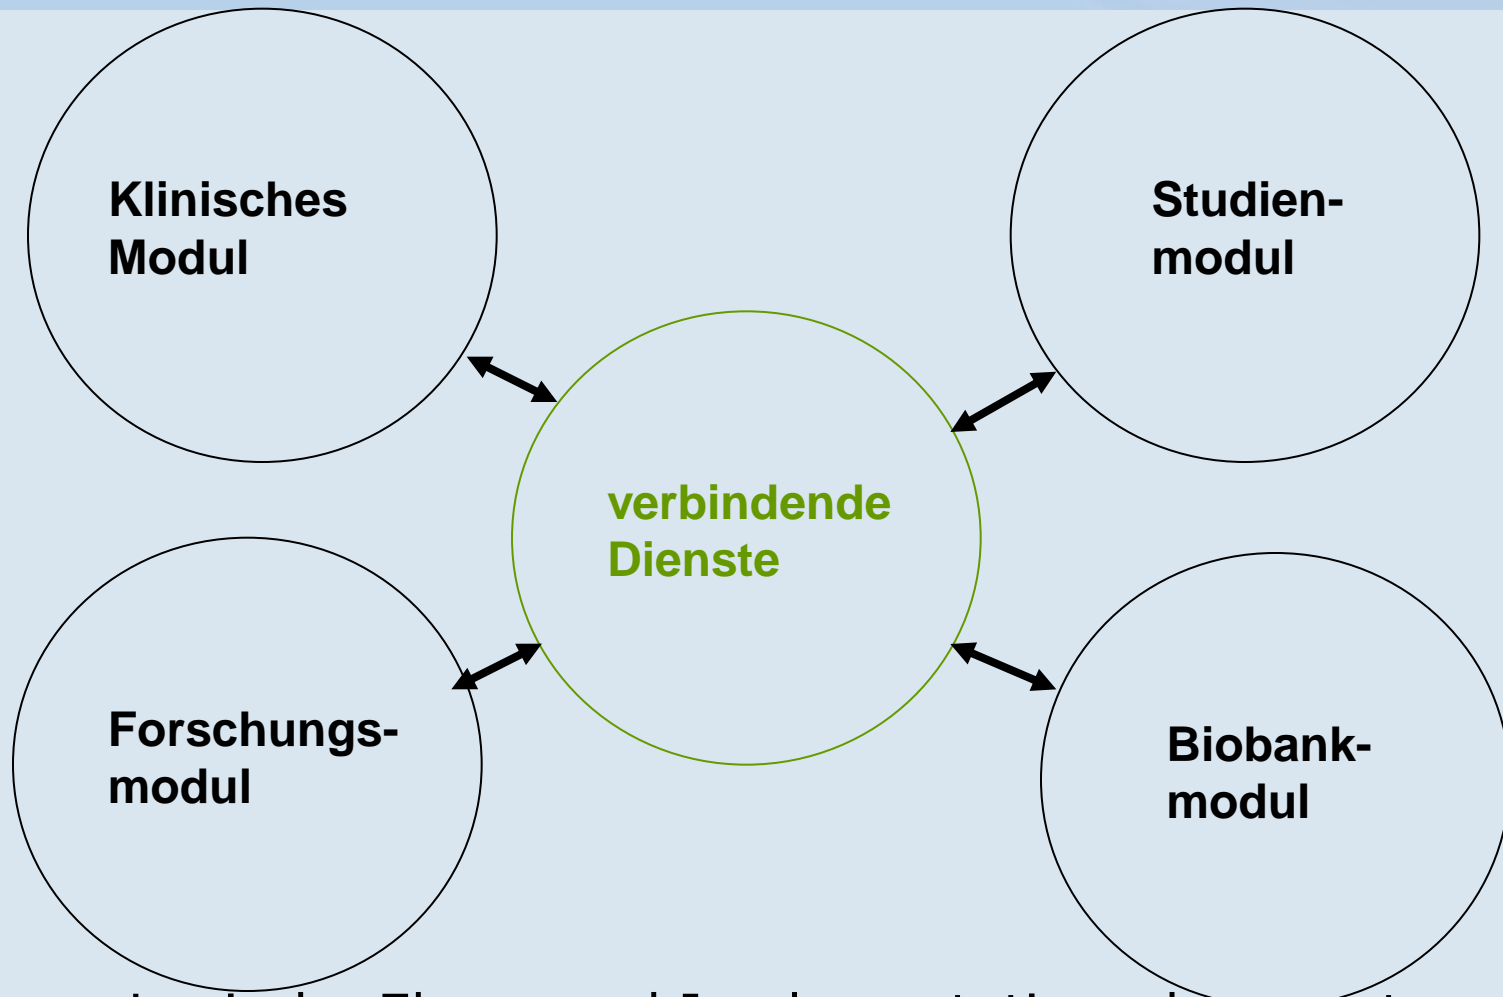 Klinisches
Modul
Studien-
modul
verbindende
Dienste
Forschungs-
modul
Biobank-
modul